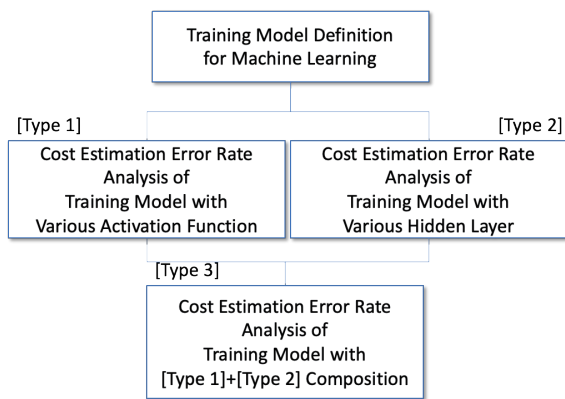 Training Model Definition
for Machine Learning
[Type 1]
Cost Estimation Error Rate
Analysis of
Training Model with
Various Activation Function
[Type 2]
Cost Estimation Error Rate
Analysis of
Training Model with
Various Hidden Layer
[Type 3]
Cost Estimation Error Rate
Analysis of
Training Model with
[Type 1]+[Type 2] Composition